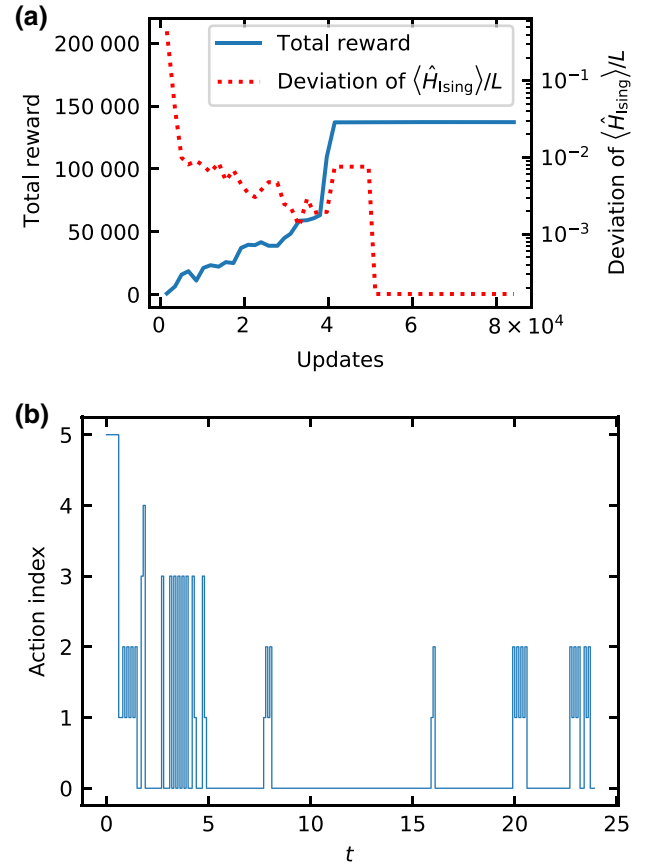 (a)
200 000
150 000
100 000
50 000
0
Total reward
Total reward
Deviation of ⟨Ĥ_Ising⟩/L
10⁻¹
10⁻²
10⁻³
Deviation of ⟨Ĥ_Ising⟩/L
0 2 4 6 8 × 10⁴
Updates
(b)
5
4
3
2
1
0
Action index
0 5 10 15 20 25
t